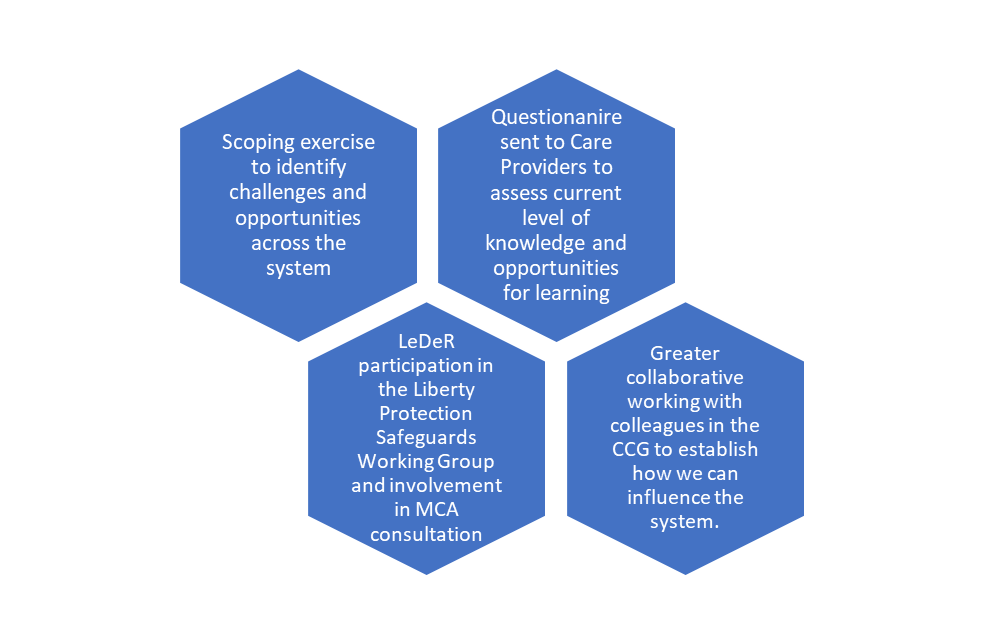 Scoping exercise
to identify
challenges and
opportunities
across the
system
Questionanire
sent to Care
Providers to
assess current
level of
knowledge and
opportunities
for learning
LeDeR
participation in
the Liberty
Protection
Safeguards
Working Group
and involvement
in MCA
consultation
Greater
collaborative
working with
colleagues in the
CCG to establish
how we can
influence the
system.